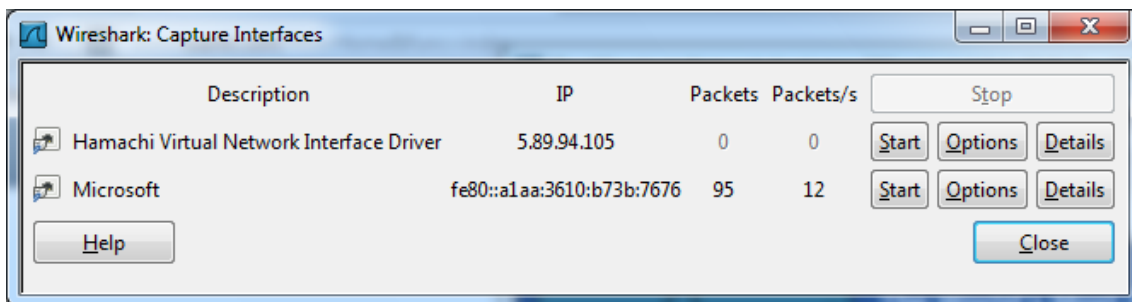 Wireshark: Capture Interfaces
Description IP Packets Packets/s Stop
Hamachi Virtual Network Interface Driver 5.89.94.105 0 0 Start Options Details
Microsoft fe80::a1aa:3610:b73b:7676 95 12 Start Options Details
Help Close